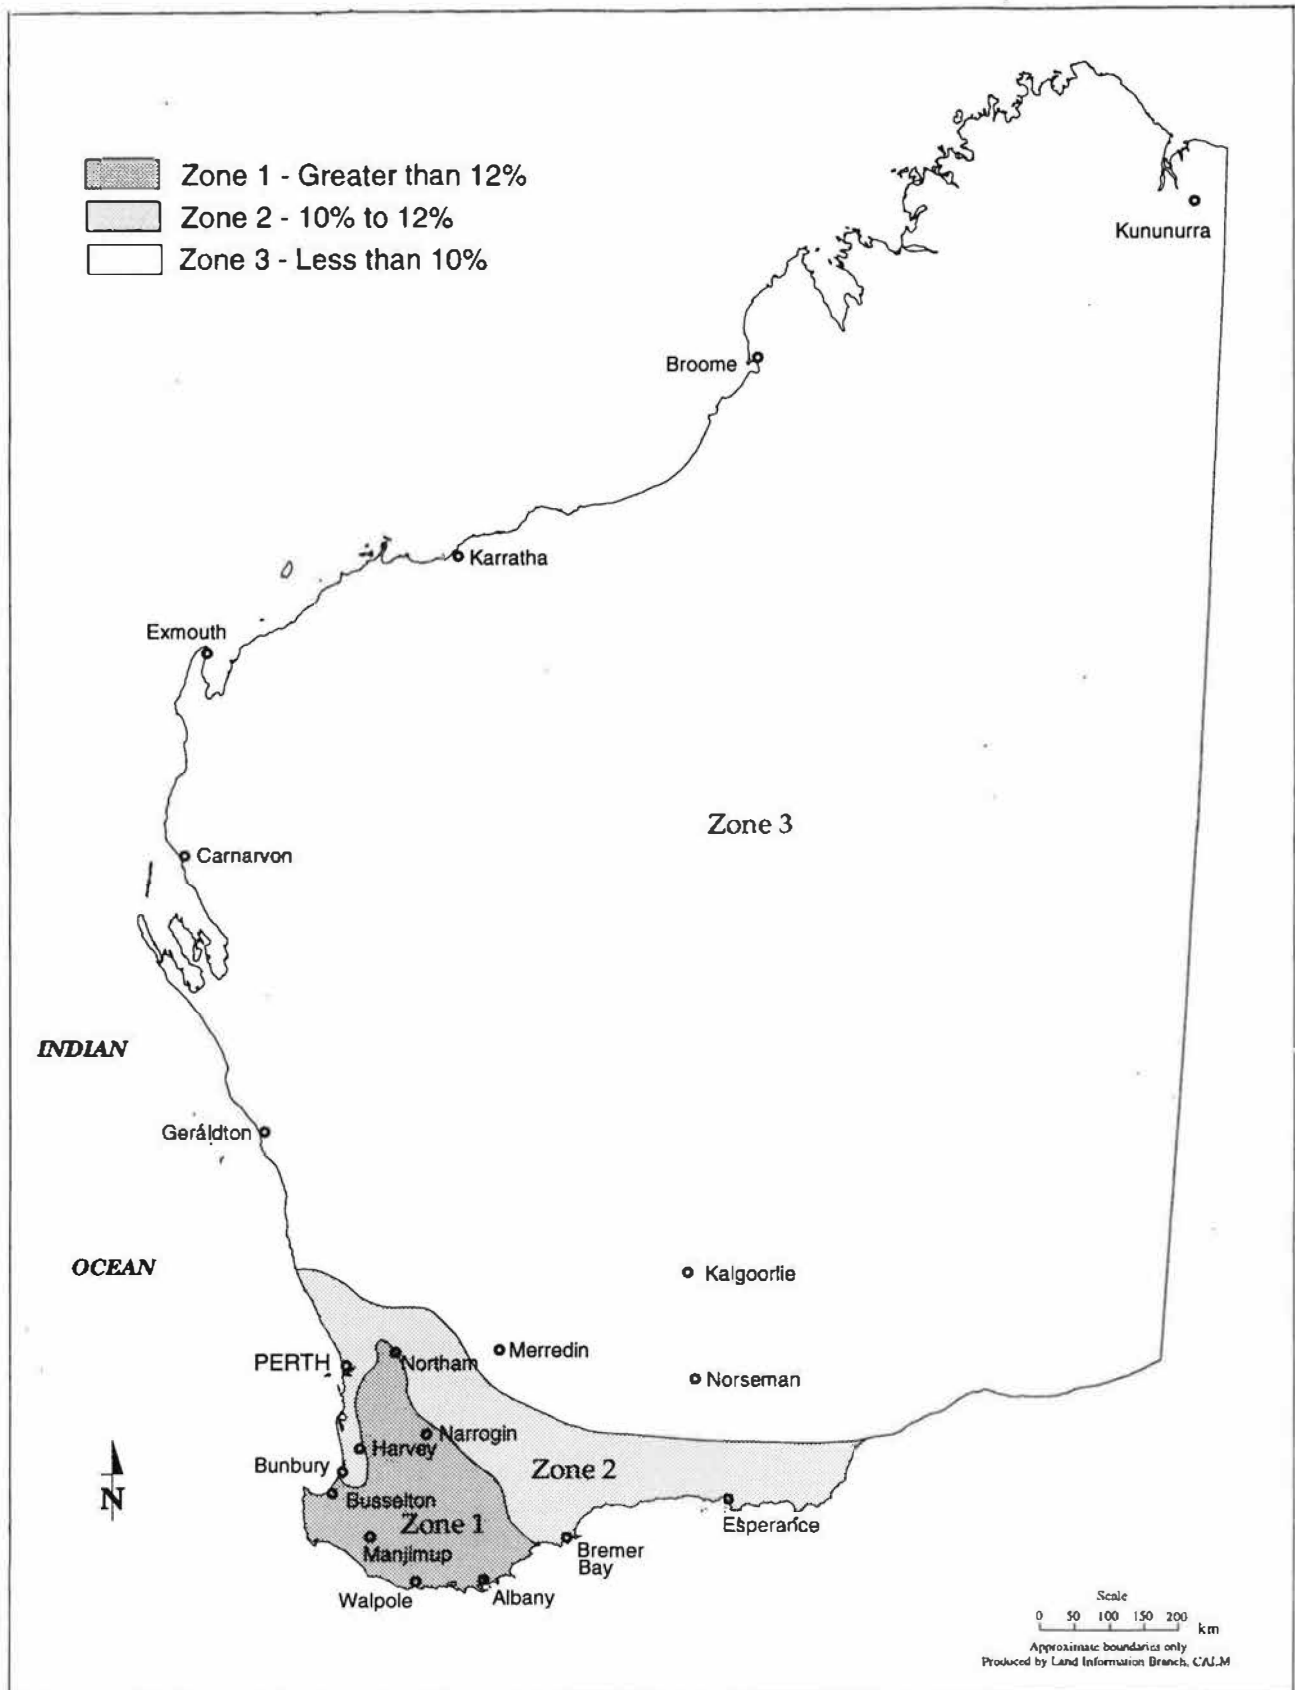 Zone 1 - Greater than 12%
Zone 2 - 10% to 12%
Zone 3 - Less than 10%
Kununurra
Broome
Karratha
Exmouth
Zone 3
Carnarvon
INDIAN
Geraldton
OCEAN
Kalgoorlie
PERTH
Northam
Merredin
Norseman
Narrogin
Harvey
Bunbury
Zone 2
N
Busselton
Zone 1
Esperance
Manjimup
Bremer
Bay
Walpole
Albany
Scale
0 50 100 150 200 km
Approximate boundaries only
Produced by Land Information Branch, CALM